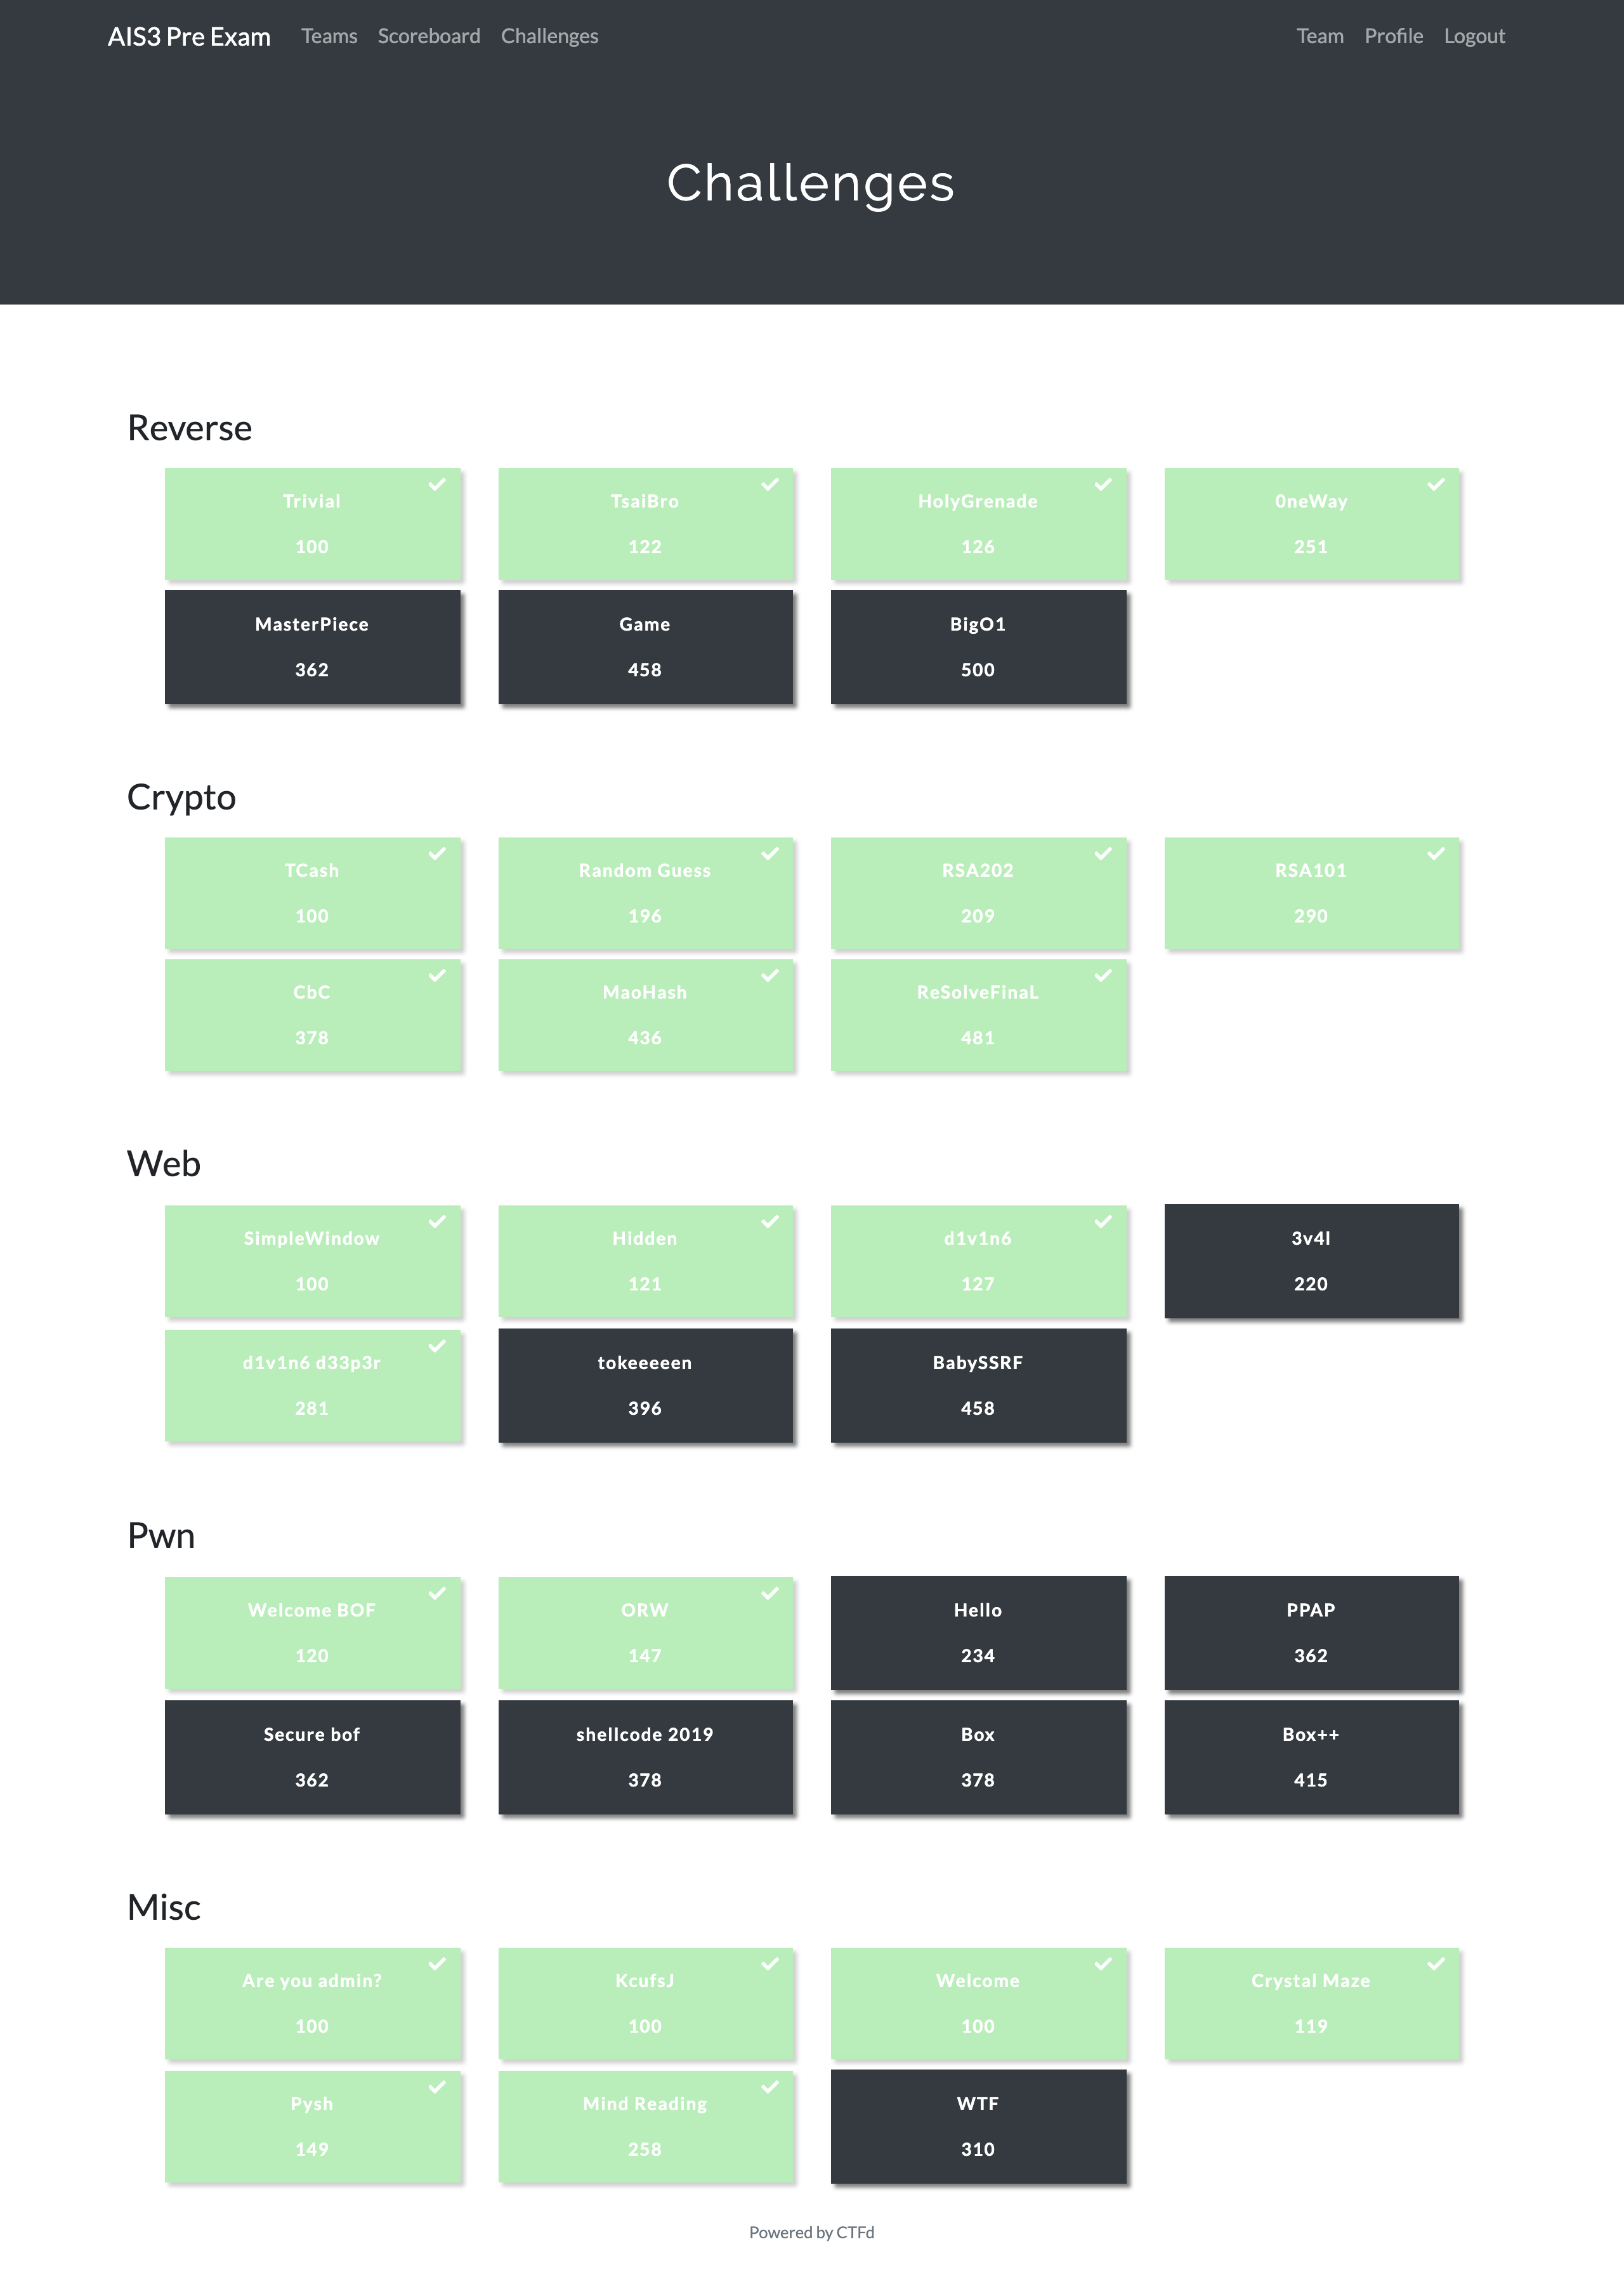 AIS3 Pre Exam Teams Scoreboard Challenges Team Profile Logout
Challenges
Reverse
Trivial TsaiBro HolyGrenade 0neWay
100 122 126 251
MasterPiece Game BigO1
362 458 500
Crypto
TCash Random Guess RSA202 RSA101
100 196 209 290
CbC MaoHash ReSolveFinaL
378 436 481
Web
SimpleWindow Hidden d1v1n6 3v4l
100 121 127 220
d1v1n6 d33p3r tokeeeeen BabySSRF
281 396 458
Pwn
Welcome BOF ORW Hello PPAP
120 147 234 362
Secure bof shellcode 2019 Box Box++
362 378 378 415
Misc
Are you admin? KcufsJ Welcome Crystal Maze
100 100 100 119
Pysh Mind Reading WTF
149 258 310
Powered by CTFd